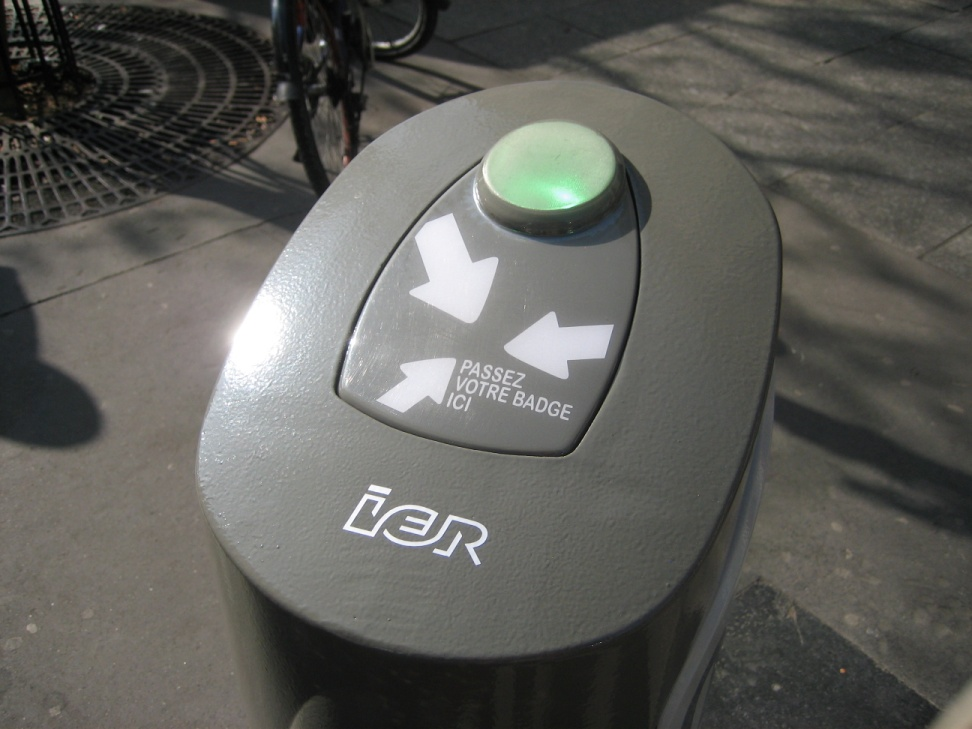 PASSEZ
VOTRE BADGE
ICI
ier